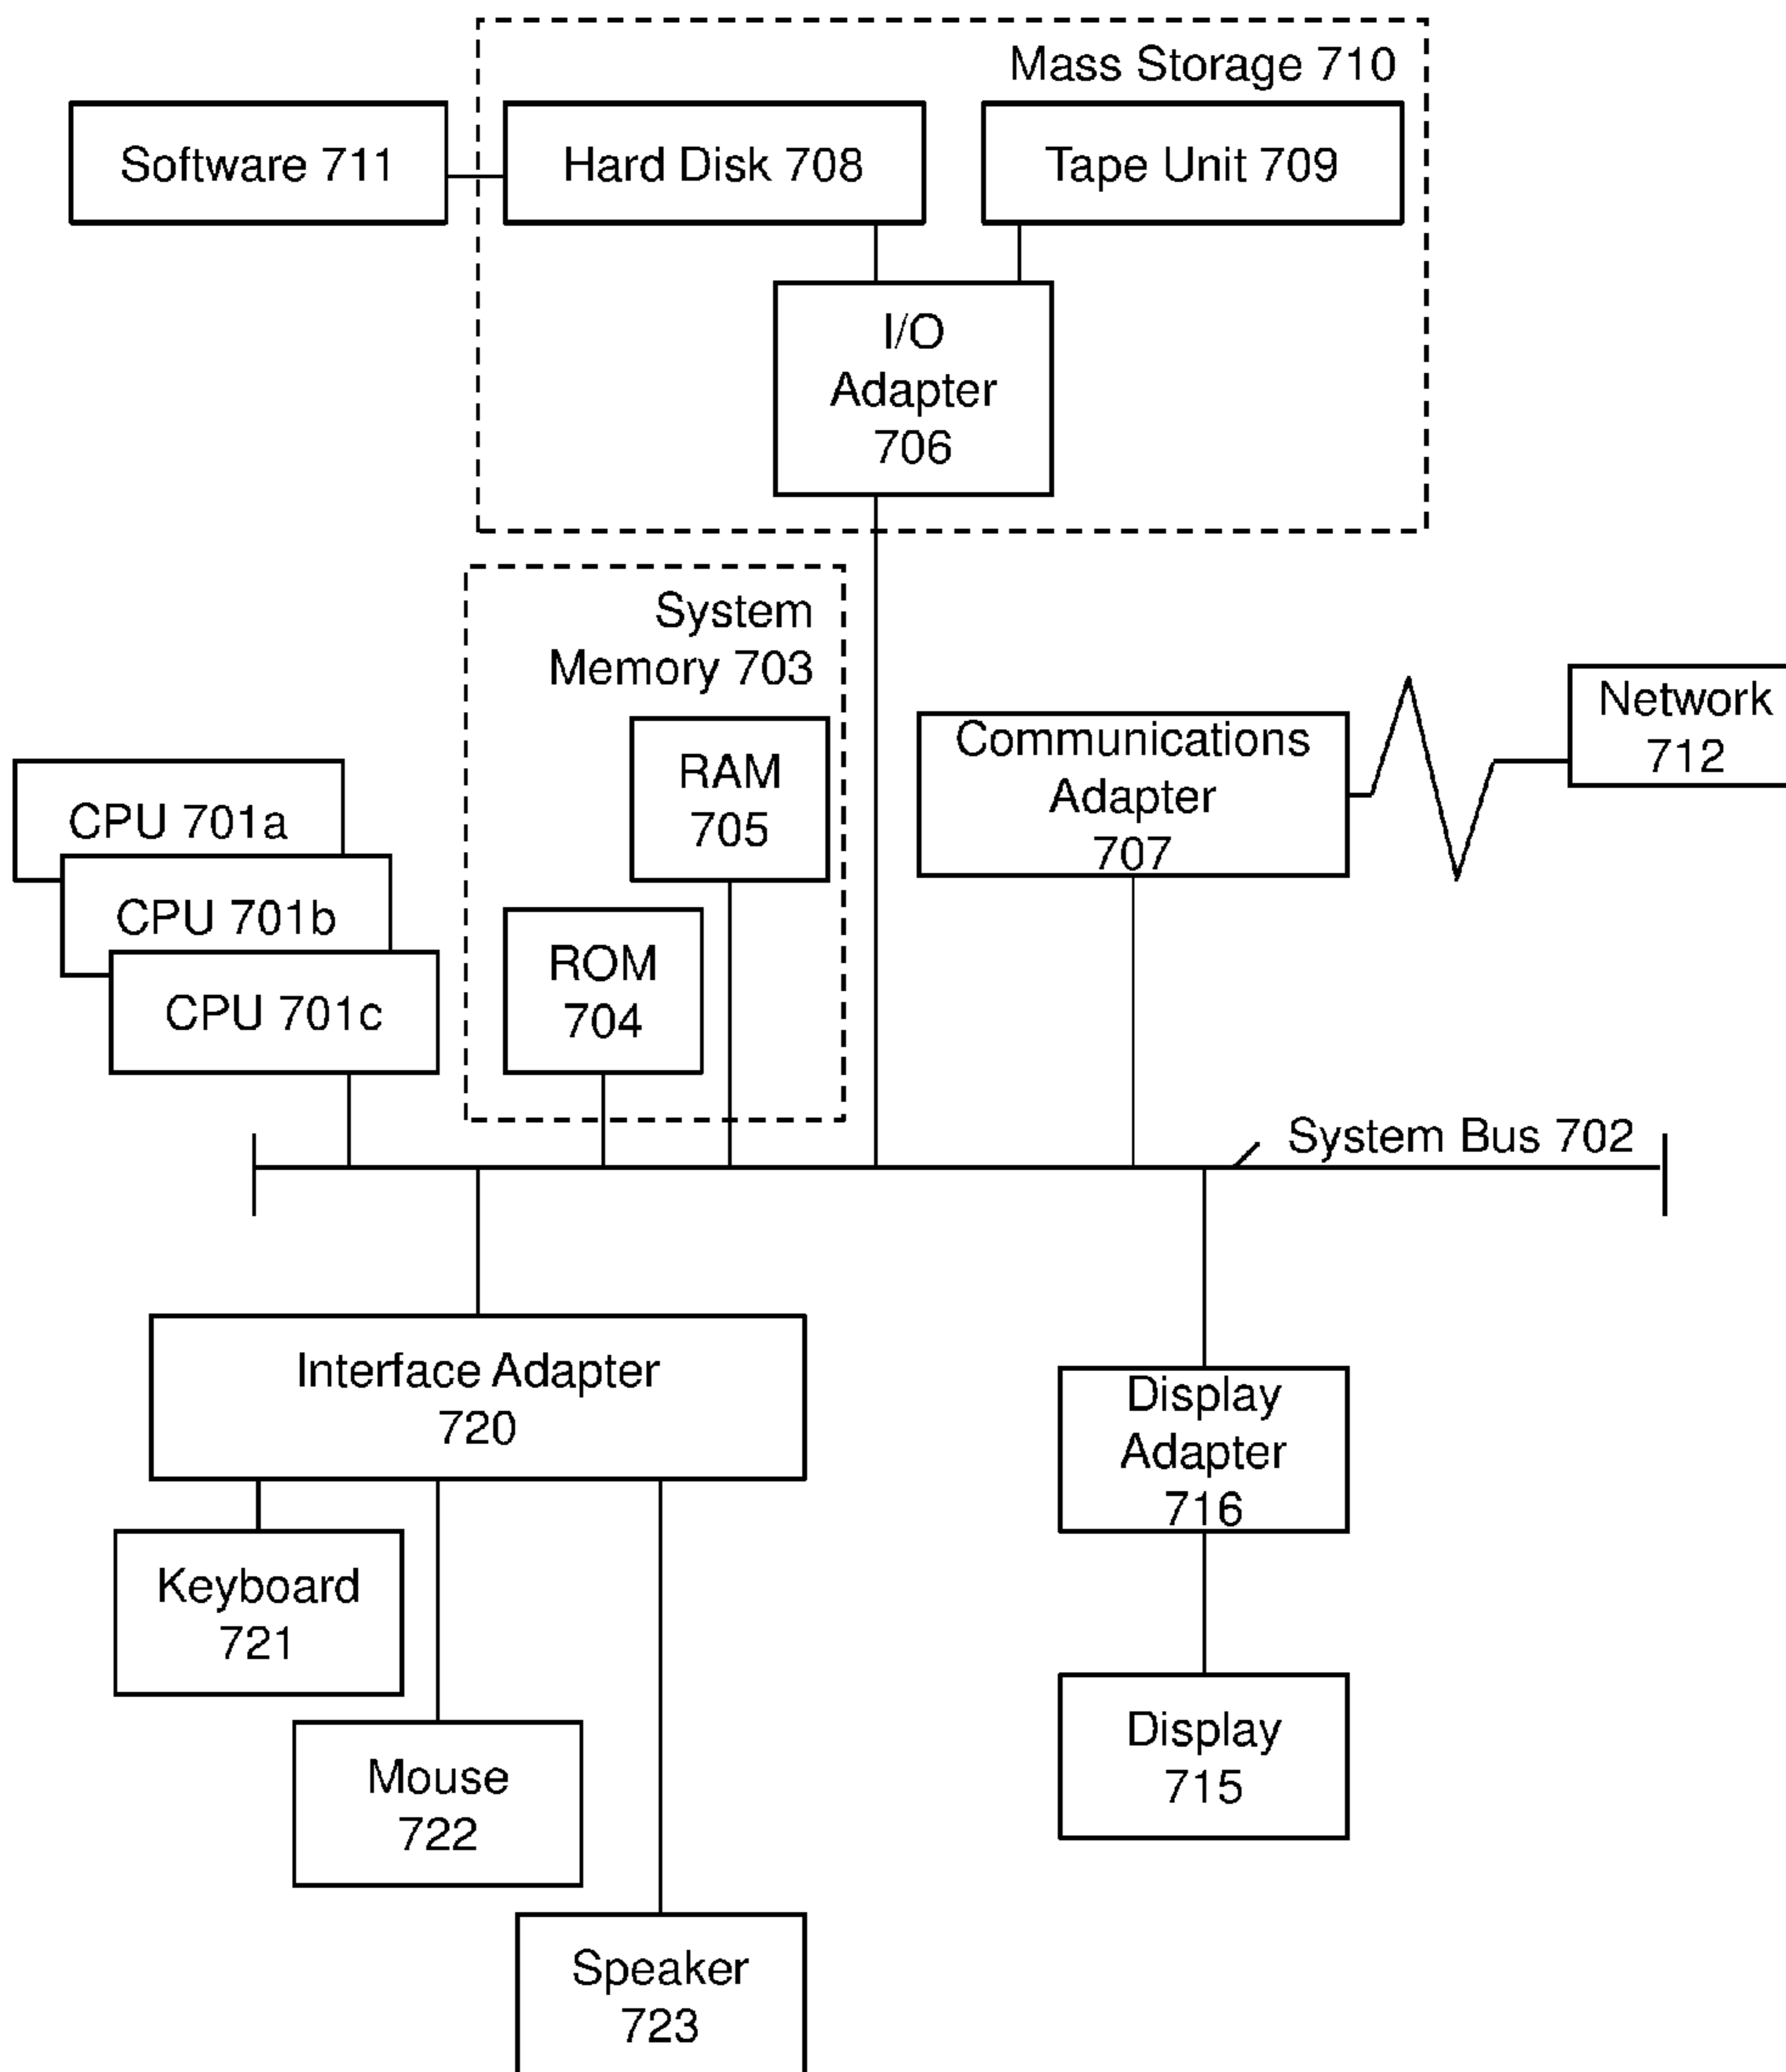 Mass Storage 710
Software 711
Hard Disk 708
Tape Unit 709
I/O
Adapter
706
System
Memory 703
RAM
705
ROM
704
Communications
Adapter
707
Network
712
CPU 701a
CPU 701b
CPU 701c
System Bus 702
Interface Adapter
720
Display
Adapter
716
Keyboard
721
Mouse
722
Display
715
Speaker
723